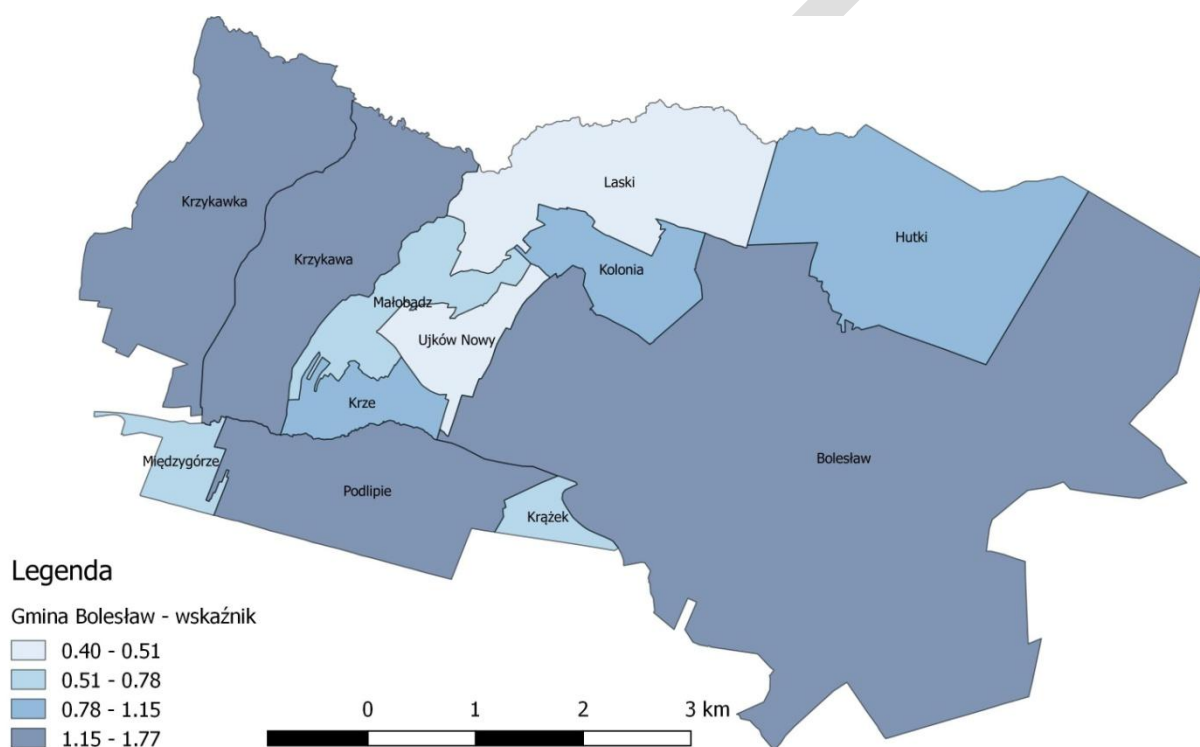 Laski
Krzykawka
Hutki
Krzykawa
Kolonia
Małobądz
Ujków Nowy
Krze
Bolesław
Międzygórze
Podlipie
Krążek
Legenda
Gmina Bolesław - wskaźnik
0.40 - 0.51
0.51 - 0.78
0.78 - 1.15
1.15 - 1.77
0 1 2 3 km